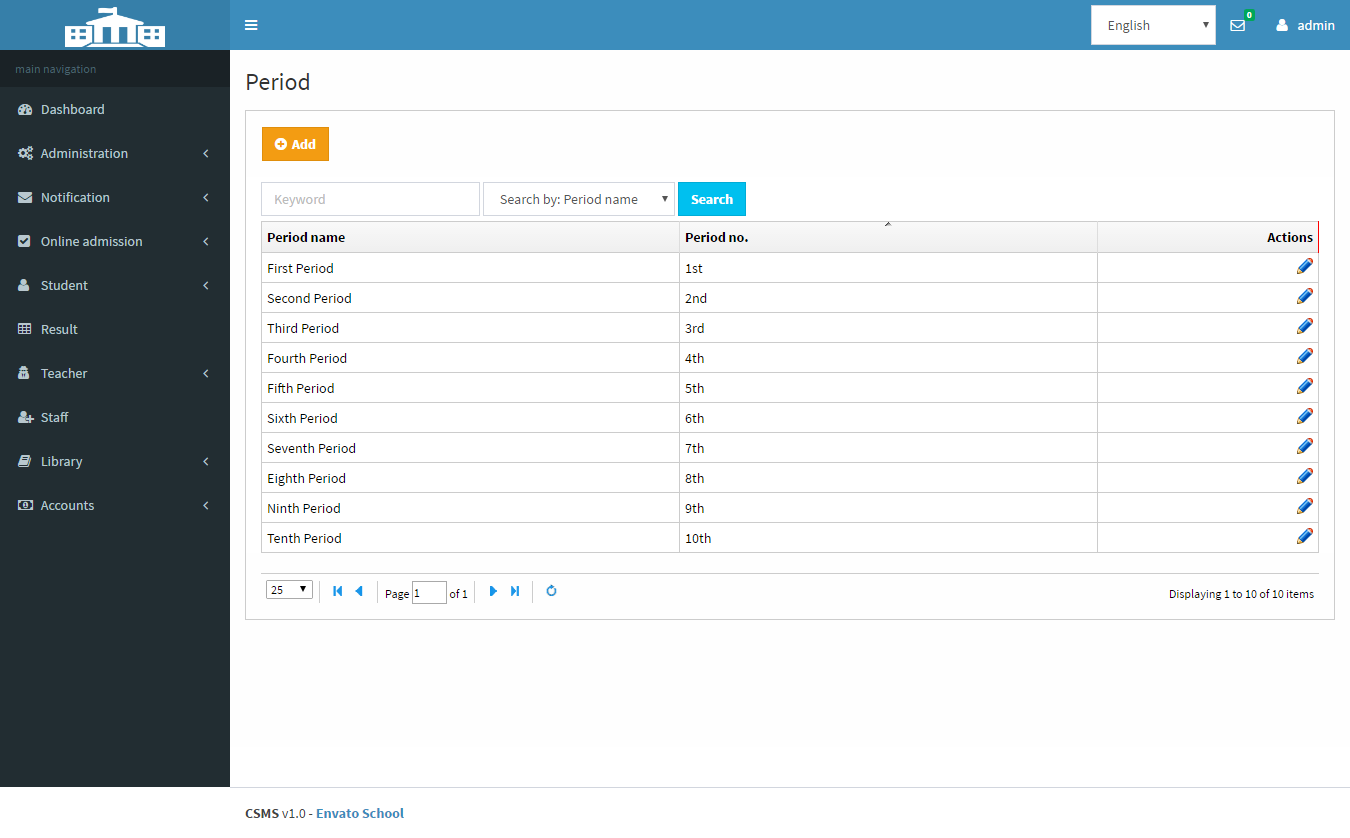 English
0
admin
main navigation
Dashboard
Administration
Notification
Online admission
Student
Result
Teacher
Staff
Library
Accounts
Period
Add
Keyword
Search by: Period name
Search
Period name Period no. Actions
First Period 1st
Second Period 2nd
Third Period 3rd
Fourth Period 4th
Fifth Period 5th
Sixth Period 6th
Seventh Period 7th
Eighth Period 8th
Ninth Period 9th
Tenth Period 10th
25 Page 1 of 1 Displaying 1 to 10 of 10 items
CSMS v1.0 - Envato School